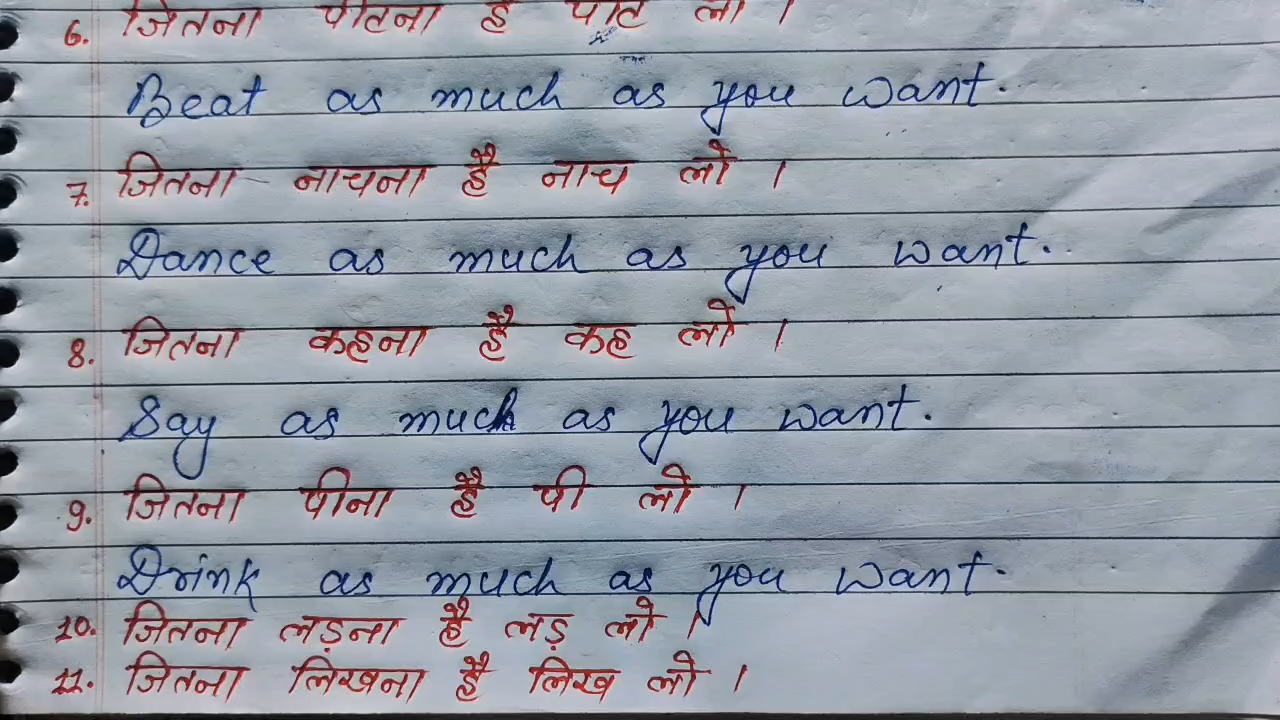 6. जितना पीटना है पीट लो ।
Beat as much as you want.
7. जितना नाचना है नाच लो ।
Dance as much as you want.
8. जितना कहना है कह लो ।
Say as much as you want.
9. जितना पीना है पी लो ।
Drink as much as you want.
10. जितना लड़ना है लड़ लो ।
11. जितना लिखना है लिख लो ।